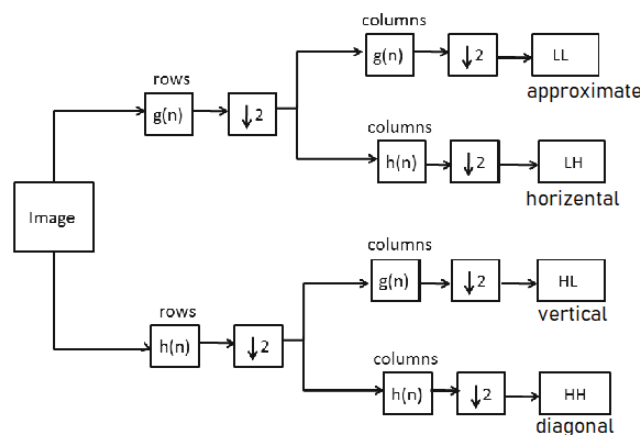 columns
g(n)
↓2
LL
approximate
rows
g(n)
↓2
columns
h(n)
↓2
LH
horizental
Image
columns
g(n)
↓2
HL
vertical
rows
h(n)
↓2
columns
h(n)
↓2
HH
diagonal